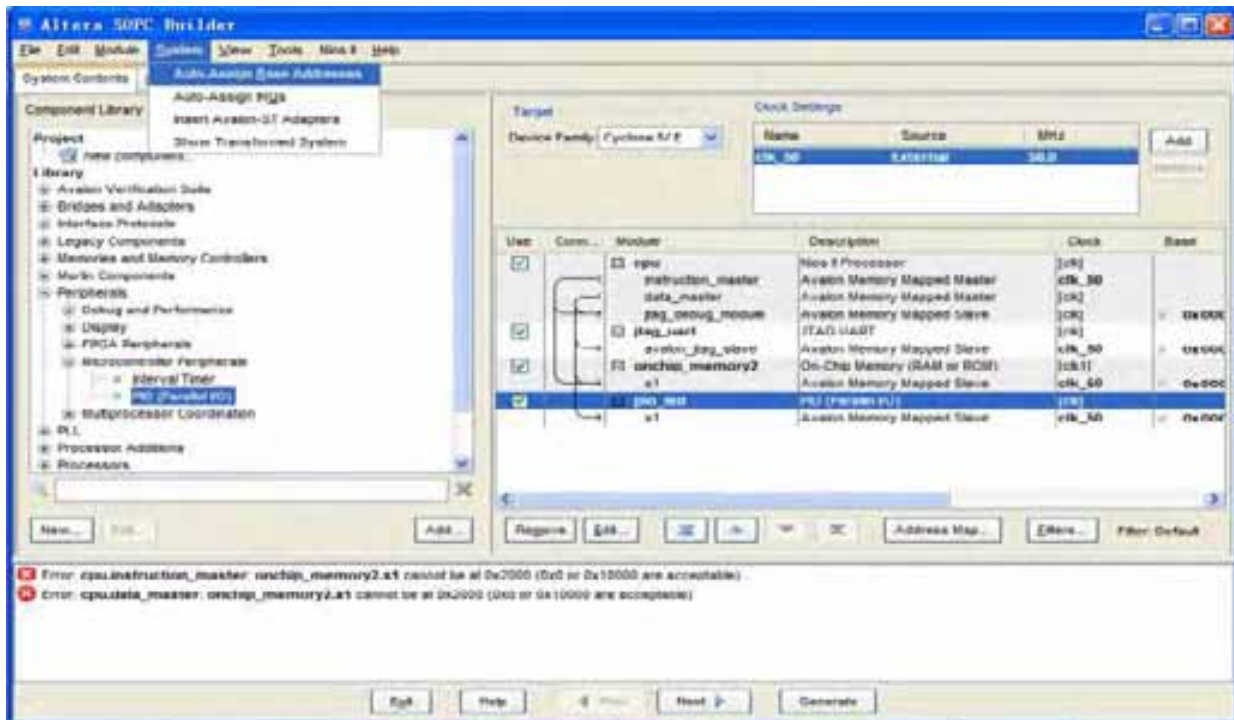 Altera SOPC Builder
File Edit Module System View Tools Nios II Help
System Contents
Auto-Assign Base Addresses
Auto-Assign IRQs
Insert Avalon-ST Adapters
Show Transformed System
Component Library
Project
New component...
Library
Avalon Verification Suite
Bridges and Adapters
Interface Protocols
Legacy Components
Memories and Memory Controllers
Merlin Components
Peripherals
Debug and Performance
Display
FPGA Peripherals
Microcontroller Peripherals
Interval Timer
PIO (Parallel I/O)
Multiprocessor Coordination
PLL
Processor Additions
Processors
New... Edit... Add...
Target
Device Family: Cyclone IV E
Clock Settings
Name Source MHz
clk_50 External 50.0
Add
Remove
Use Conn... Module Description Clock Base
cpu Nios II Processor [clk]
instruction_master Avalon Memory Mapped Master clk_50
data_master Avalon Memory Mapped Master [clk]
jtag_debug_module Avalon Memory Mapped Slave [clk] 0x000
jtag_uart JTAG UART [clk]
avalon_jtag_slave Avalon Memory Mapped Slave clk_50 0x000
onchip_memory2 On-Chip Memory (RAM or ROM) [clk1]
s1 Avalon Memory Mapped Slave clk_50 0x000
pio_led PIO (Parallel I/O) [clk]
s1 Avalon Memory Mapped Slave clk_50 0x000
Remove Edit... Address Map... Filters... Filter: Default
Error: cpu.instruction_master: onchip_memory2.s1 cannot be at 0x2000 (0x0 or 0x10000 are acceptable)
Error: cpu.data_master: onchip_memory2.s1 cannot be at 0x2000 (0x0 or 0x10000 are acceptable)
Exit Help Prev Next Generate